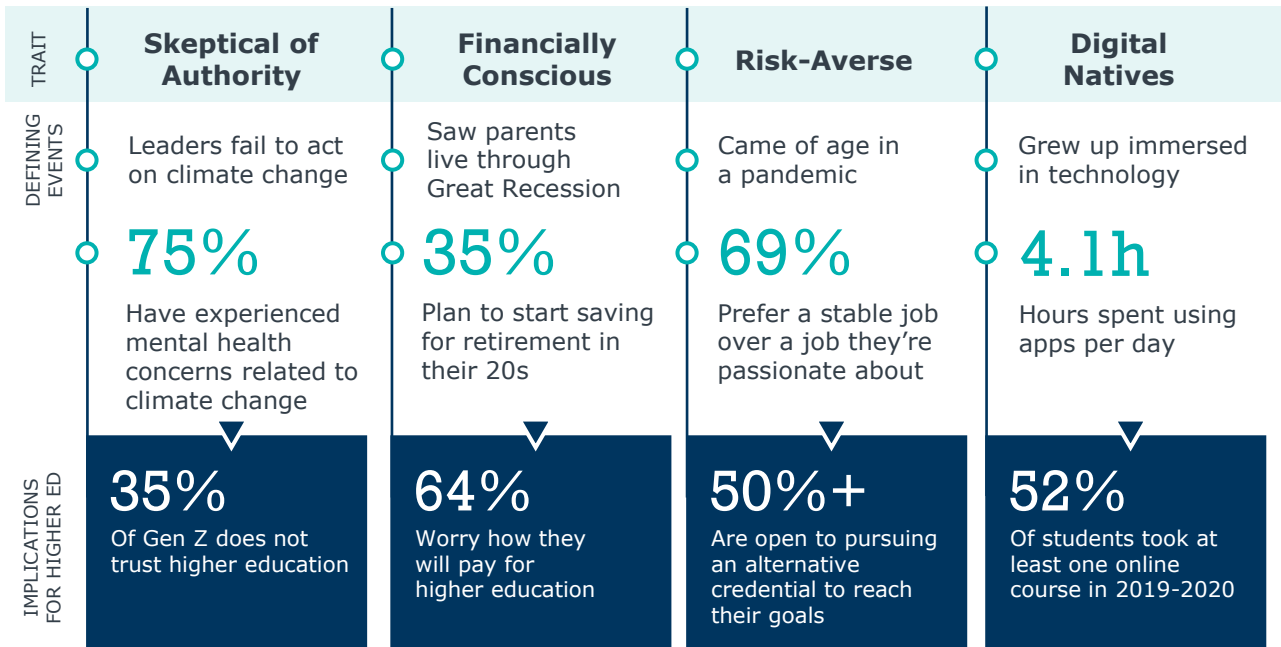 TRAIT
Skeptical of
Authority
Financially
Conscious
Risk-Averse
Digital
Natives
DEFINING
EVENTS
Leaders fail to act
on climate change
Saw parents
live through
Great Recession
Came of age in
a pandemic
Grew up immersed
in technology
75%
Have experienced
mental health
concerns related to
climate change
35%
Plan to start saving
for retirement in
their 20s
69%
Prefer a stable job
over a job they’re
passionate about
4.1h
Hours spent using
apps per day
IMPLICATIONS
FOR HIGHER ED
35%
Of Gen Z does not
trust higher education
64%
Worry how they
will pay for
higher education
50%+
Are open to pursuing
an alternative
credential to reach
their goals
52%
Of students took at
least one online
course in 2019-2020